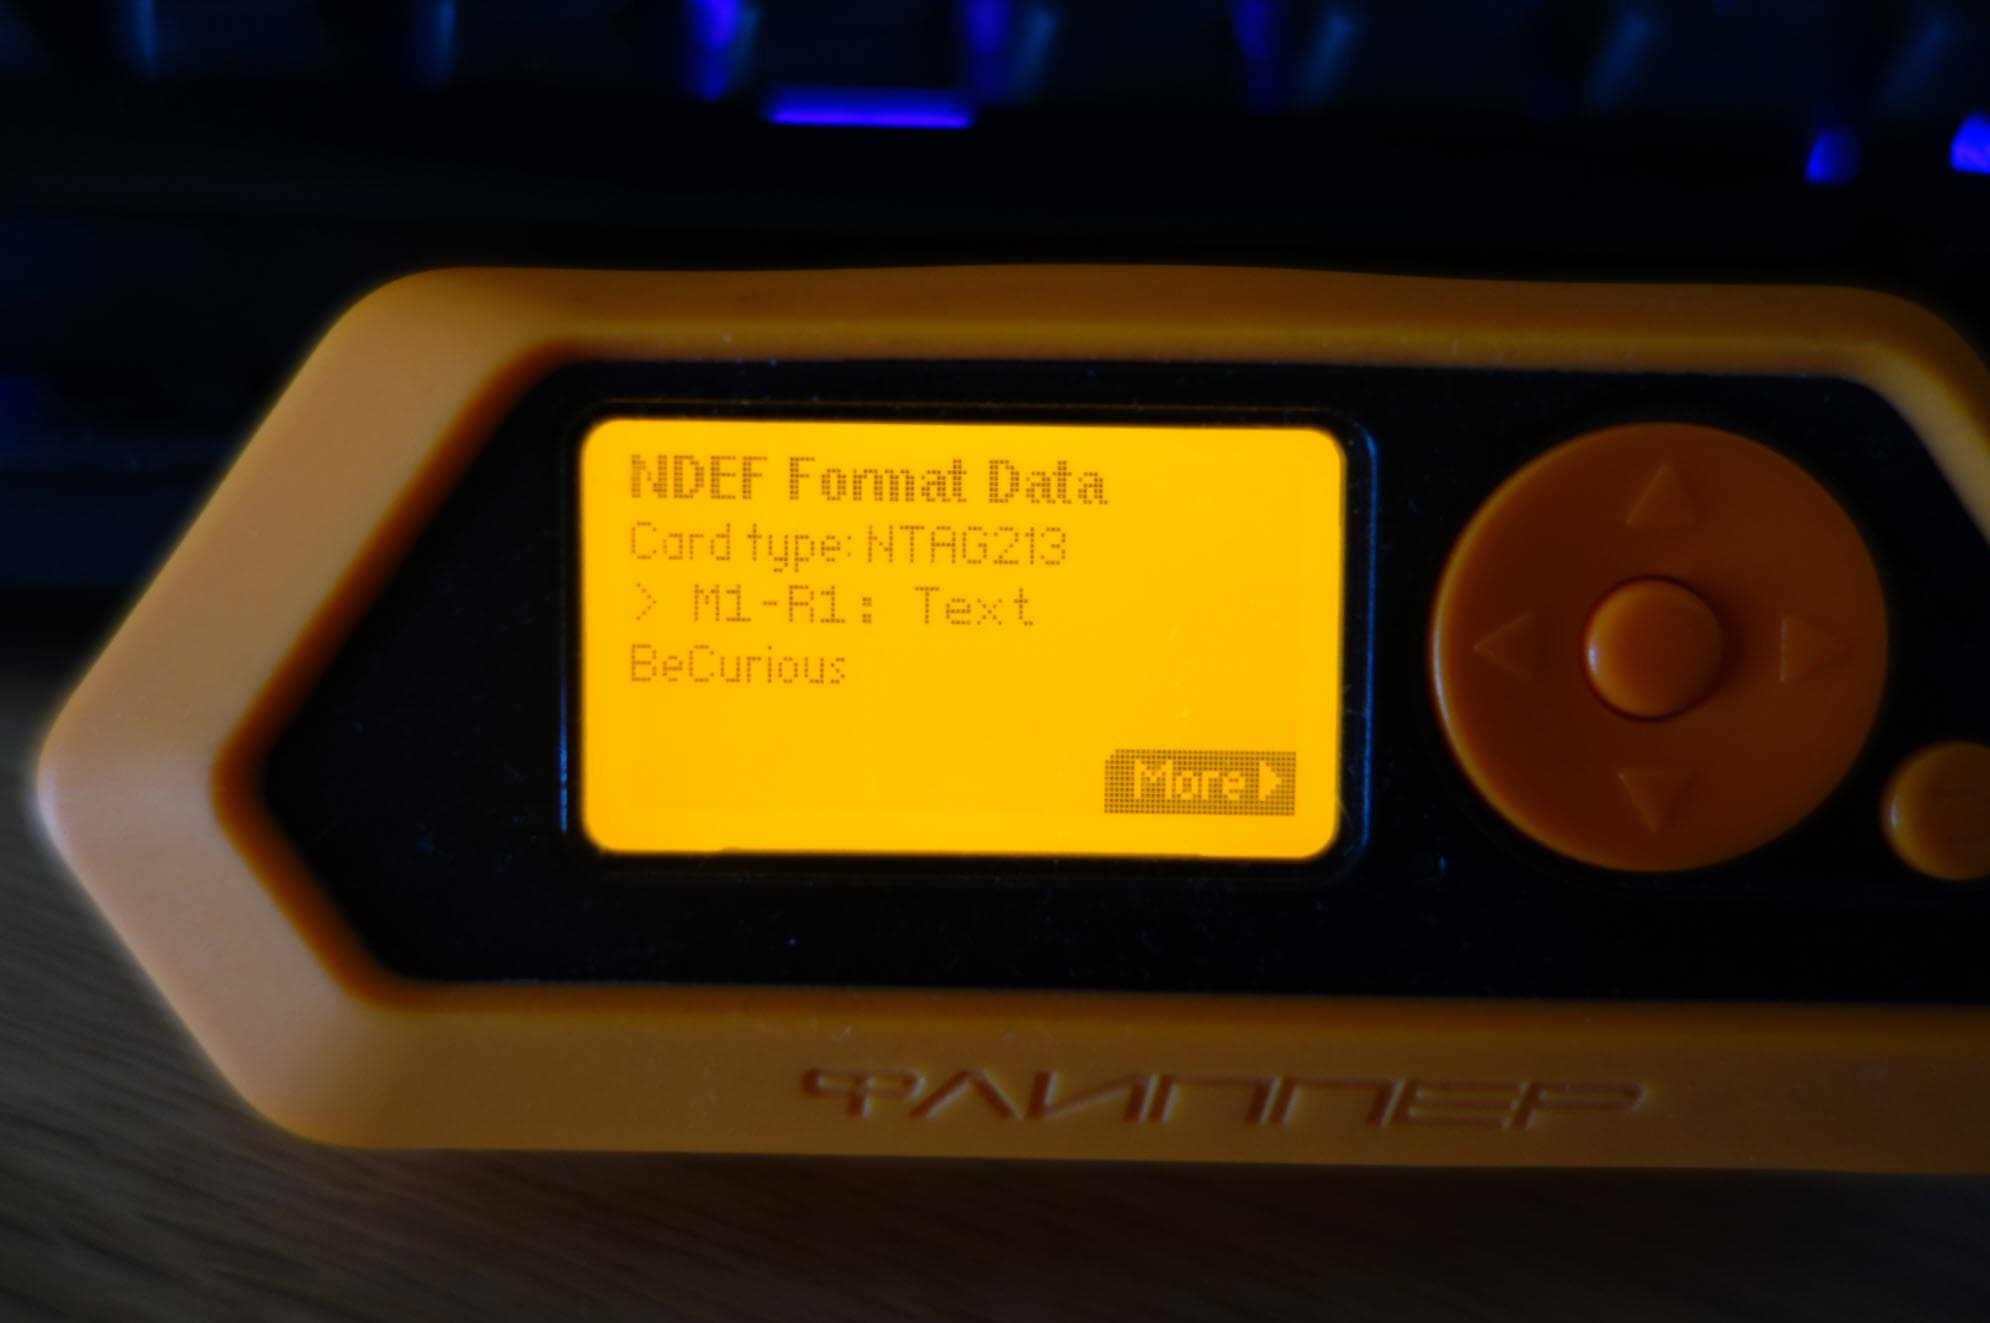 NDEF Format Data
Card type: NTAG213
> M1-R1: Text
BeCurious
More
ФЛИППЕР